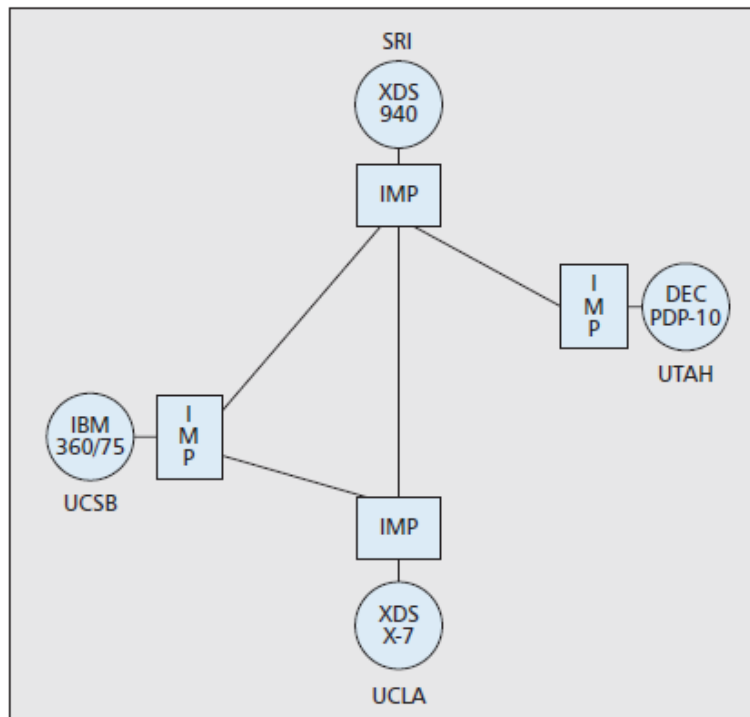 SRI
XDS
940
IMP
I
M
P
DEC
PDP-10
UTAH
IBM
360/75
I
M
P
UCSB
IMP
XDS
X-7
UCLA